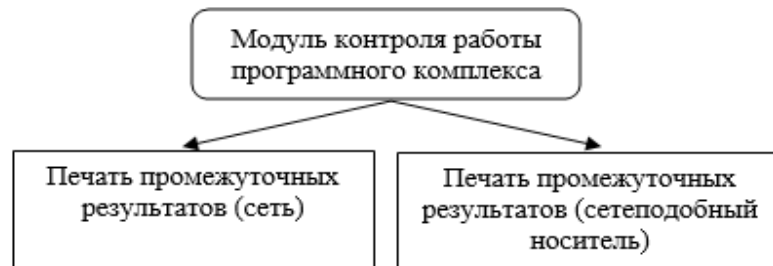 Модуль контроля работы
программного комплекса
Печать промежуточных
результатов (сеть)
Печать промежуточных
результатов (сетеподобный
носитель)